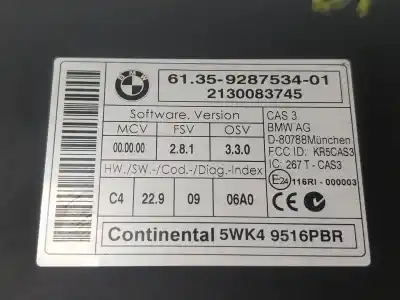 BMW
61.35-9287534-01
2130083745
Software. Version
MCV FSV OSV
00.00.00 2.8.1 3.3.0
HW./SW.-/Cod.-/Diag.-Index
C4 22.9 09 06A0
CAS 3
BMW AG
D-80788München
FCC ID: KR5CAS3
IC: 267 T - CAS3
E24 116RI - 000003
CE
Continental 5WK4 9516PBR